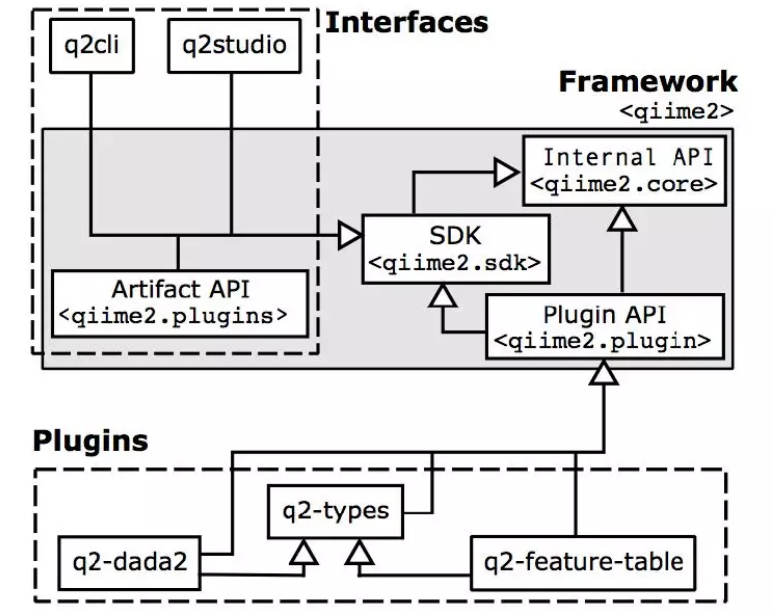 Interfaces
q2cli
q2studio
Framework
<qiime2>
Internal API
<qiime2.core>
SDK
<qiime2.sdk>
Artifact API
<qiime2.plugins>
Plugin API
<qiime2.plugin>
Plugins
q2-types
q2-dada2
q2-feature-table